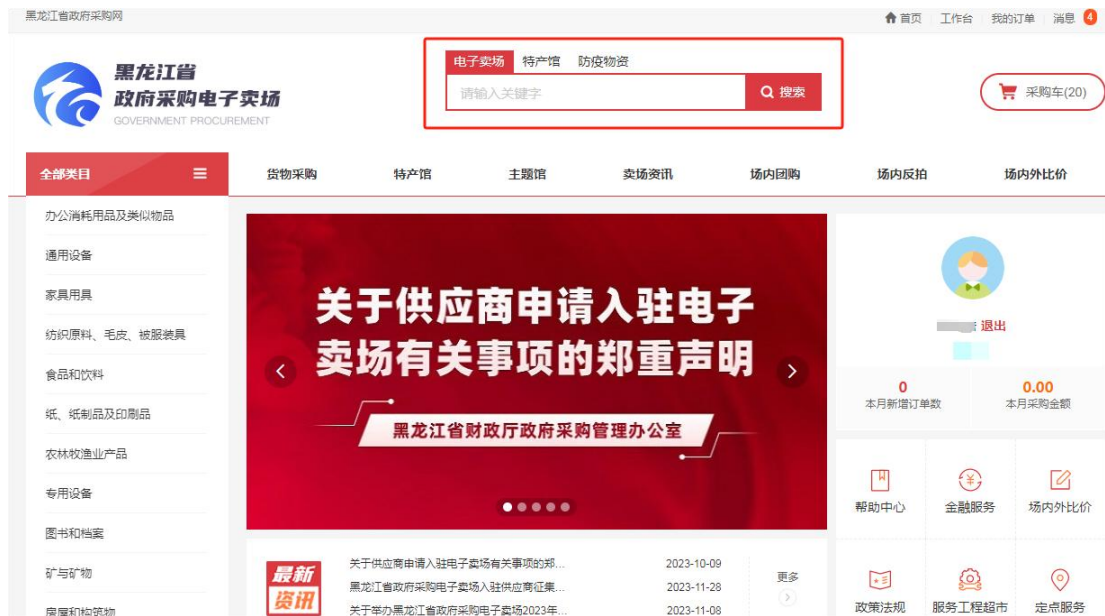 黑龙江省政府采购网
首页 工作台 我的订单 消息 4
黑龙江省
政府采购电子卖场
GOVERNMENT PROCUREMENT
电子卖场 特产馆 防疫物资
请输入关键字
搜索
采购车(20)
全部类目
货物采购 特产馆 主题馆 卖场资讯 场内团购 场内反拍 场内外比价
办公消耗用品及类似物品
通用设备
家具用具
纺织原料、毛皮、被服装具
食品和饮料
纸、纸制品及印刷品
农林牧渔业产品
专用设备
图书和档案
矿与矿物
房屋和构筑物
关于供应商申请入驻电子
卖场有关事项的郑重声明
黑龙江省财政厅政府采购管理办公室
退出
0
本月新增订单数
0.00
本月采购金额
帮助中心 金融服务 场内外比价
政策法规 服务工程超市 定点服务
最新
资讯
关于供应商申请入驻电子卖场有关事项的郑... 2023-10-09
黑龙江省政府采购电子卖场入驻供应商征集... 2023-11-28
关于举办黑龙江省政府采购电子卖场2023年... 2023-11-08
更多